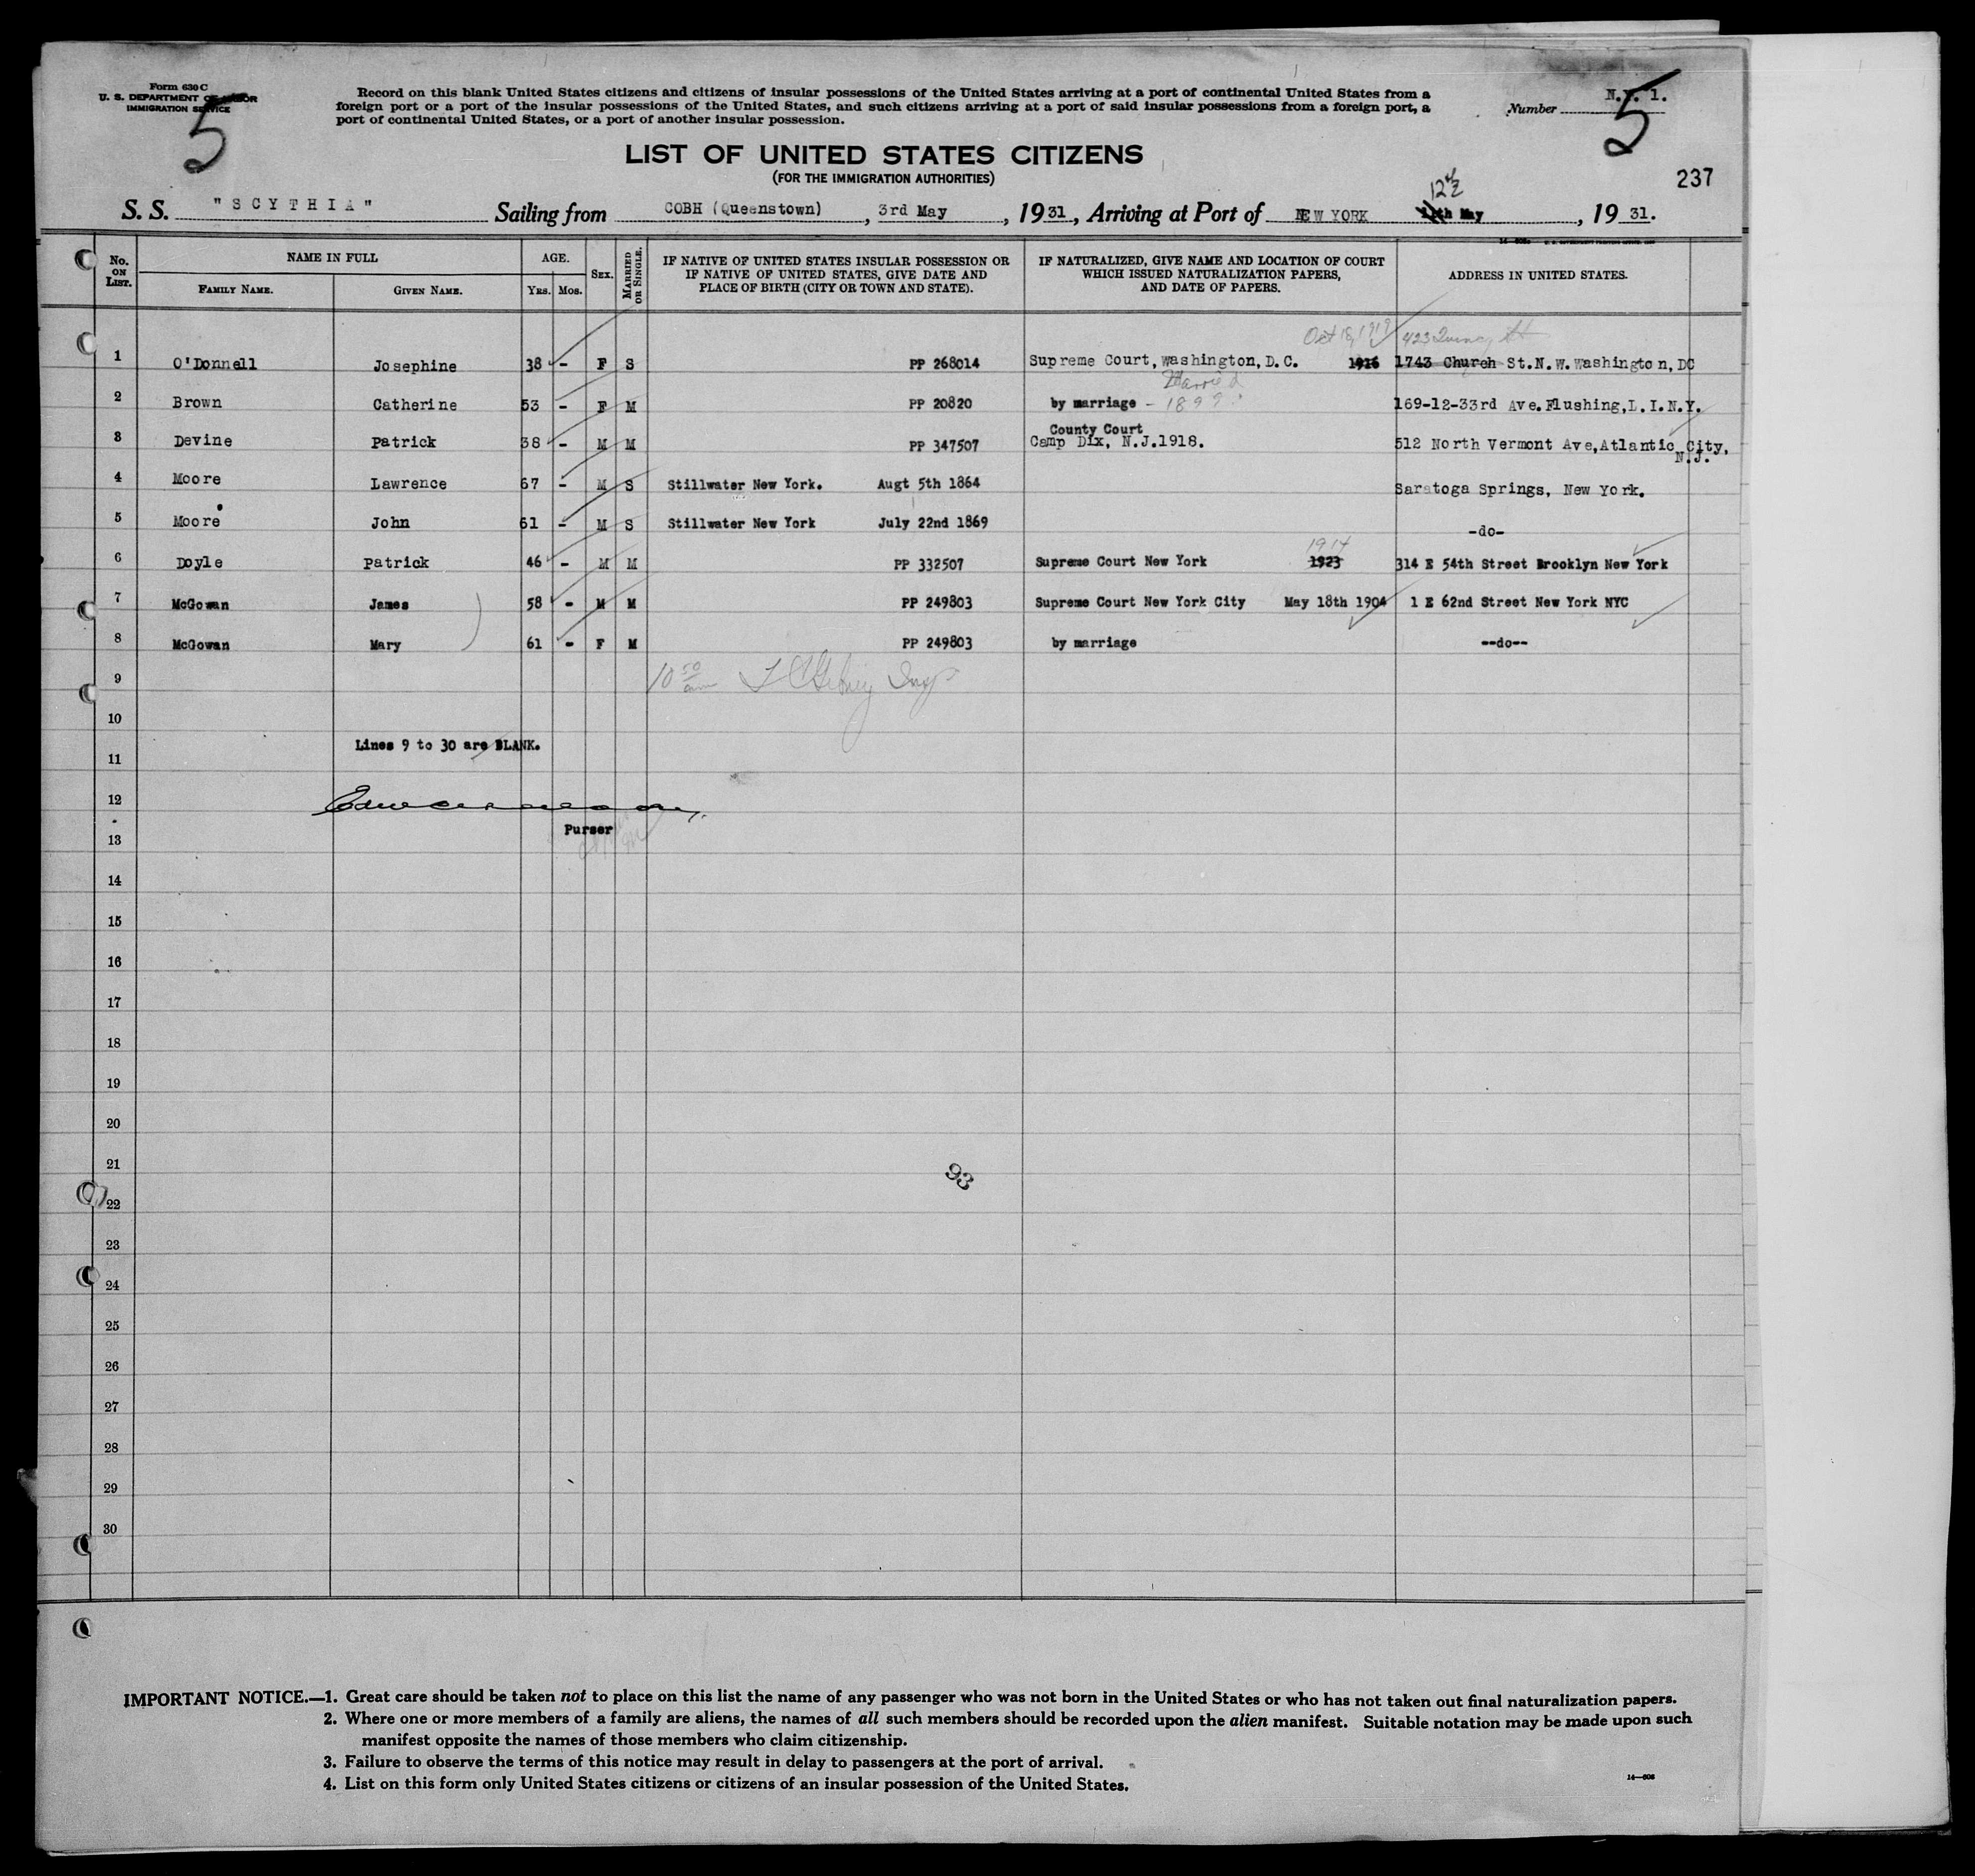 Form 630 C
U. S. DEPARTMENT OF LABOR
IMMIGRATION SERVICE
5
Record on this blank United States citizens and citizens of insular possessions of the United States arriving at a port of continental United States from a
foreign port or a port of the insular possessions of the United States, and such citizens arriving at a port of said insular possessions from a foreign port, a
port of continental United States, or a port of another insular possession.
Number N.Y. 1.
5
LIST OF UNITED STATES CITIZENS
(FOR THE IMMIGRATION AUTHORITIES)
237
12th
S. S. "SCYTHIA" Sailing from COBH (Queenstown), 3rd May, 1931, Arriving at Port of NEW YORK 11th May, 1931.
No. ON LIST.
NAME IN FULL
FAMILY NAME. GIVEN NAME.
AGE.
YRS. MOS.
SEX.
MARRIED OR SINGLE.
IF NATIVE OF UNITED STATES INSULAR POSSESSION OR
IF NATIVE OF UNITED STATES, GIVE DATE AND
PLACE OF BIRTH (CITY OR TOWN AND STATE).
IF NATURALIZED, GIVE NAME AND LOCATION OF COURT
WHICH ISSUED NATURALIZATION PAPERS,
AND DATE OF PAPERS.
ADDRESS IN UNITED STATES.
Oct 18, 1919 423 Quincy St
1 O'Donnell Josephine 38 - F S PP 268014 Supreme Court, Washington, D.C. 1916 1743 Church St.N.W.Washington, DC
Married
2 Brown Catherine 53 - F M PP 20820 by marriage - 1899 169-12-33rd Ave.Flushing,L.I.N.Y.
County Court
3 Devine Patrick 38 - M M PP 347507 Camp Dix, N.J.1918. 512 North Vermont Ave,Atlantic City,
N.J.
4 Moore Lawrence 67 - M S Stillwater New York. Augt 5th 1864 Saratoga Springs, New York.
5 Moore John 61 - M S Stillwater New York July 22nd 1869 -do-
1914
6 Doyle Patrick 46 - M M PP 332507 Supreme Court New York 1923 314 E 54th Street Brooklyn New York
7 McGowan James 58 - M M PP 249803 Supreme Court New York City May 18th 1904 1 E 62nd Street New York NYC
8 McGowan Mary 61 - F M PP 249803 by marriage --do--
9
10 50 am
10
Lines 9 to 30 are BLANK.
11
12
Purser
13
14
15
16
17
18
19
20
21
93
22
23
24
25
26
27
28
29
30
IMPORTANT NOTICE.—1. Great care should be taken not to place on this list the name of any passenger who was not born in the United States or who has not taken out final naturalization papers.
2. Where one or more members of a family are aliens, the names of all such members should be recorded upon the alien manifest. Suitable notation may be made upon such
manifest opposite the names of those members who claim citizenship.
3. Failure to observe the terms of this notice may result in delay to passengers at the port of arrival.
4. List on this form only United States citizens or citizens of an insular possession of the United States.
14—608